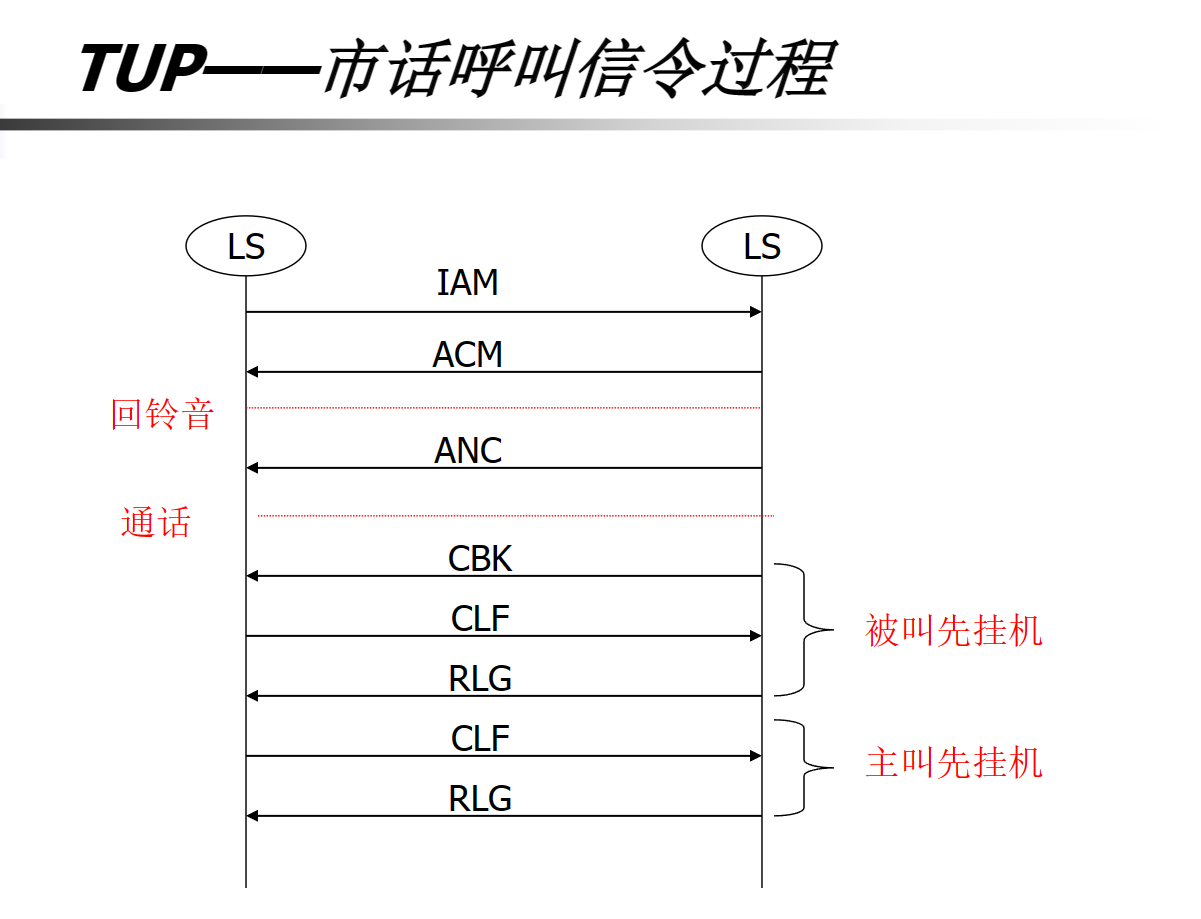 TUP——市话呼叫信令过程
LS
LS
IAM
ACM
回铃音
ANC
通话
CBK
CLF
被叫先挂机
RLG
CLF
主叫先挂机
RLG